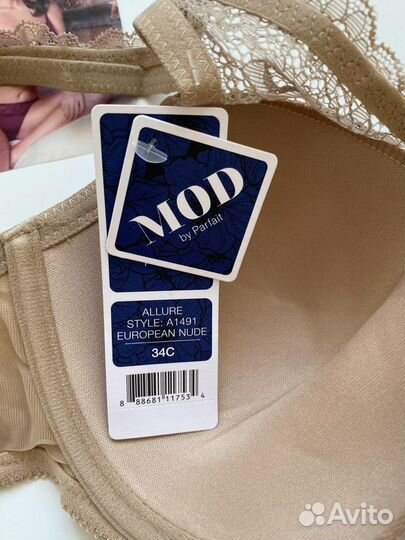 MOD
by Parfait
ALLURE
STYLE: A1491
EUROPEAN NUDE
34C
8 88681 11753 4
Avito